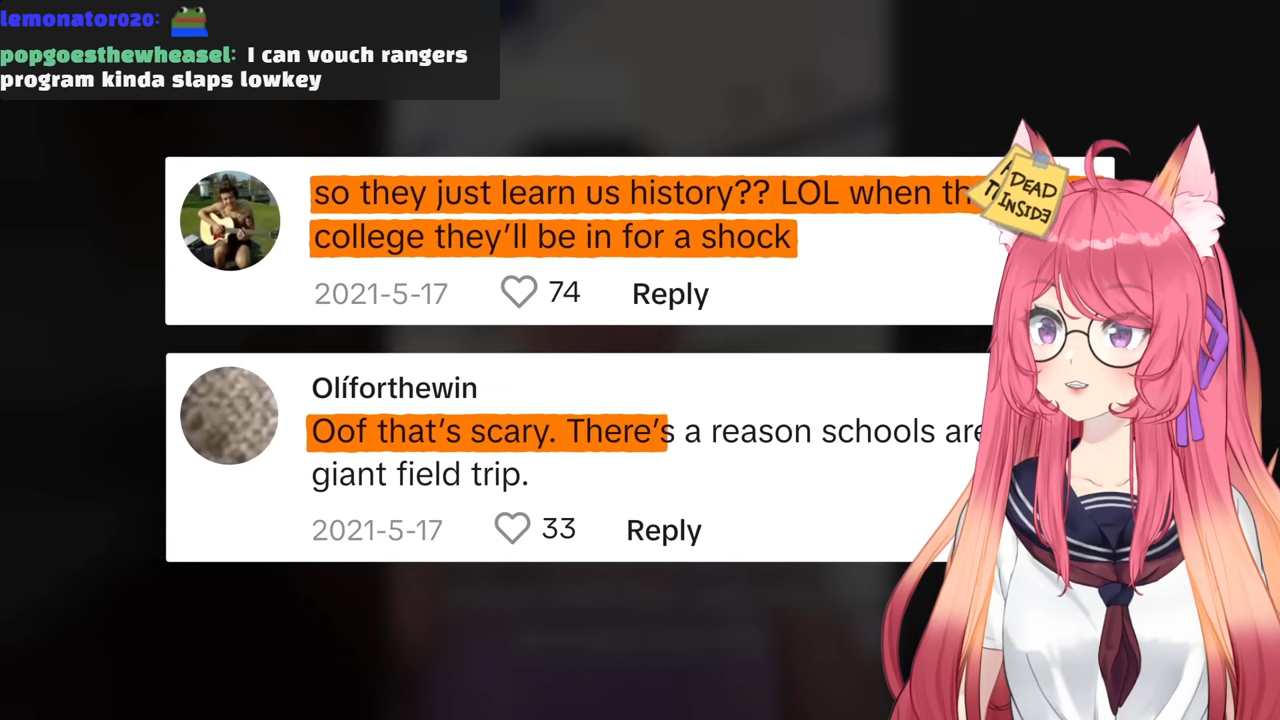 lemonator020:
popgoesthewheasel: I can vouch rangers
program kinda slaps lowkey
so they just learn us history?? LOL when
college they’ll be in for a shock
2021-5-17 74 Reply
DEAD
INSIDE
Olíforthewin
Oof that’s scary. There’s a reason schools are
giant field trip.
2021-5-17 33 Reply